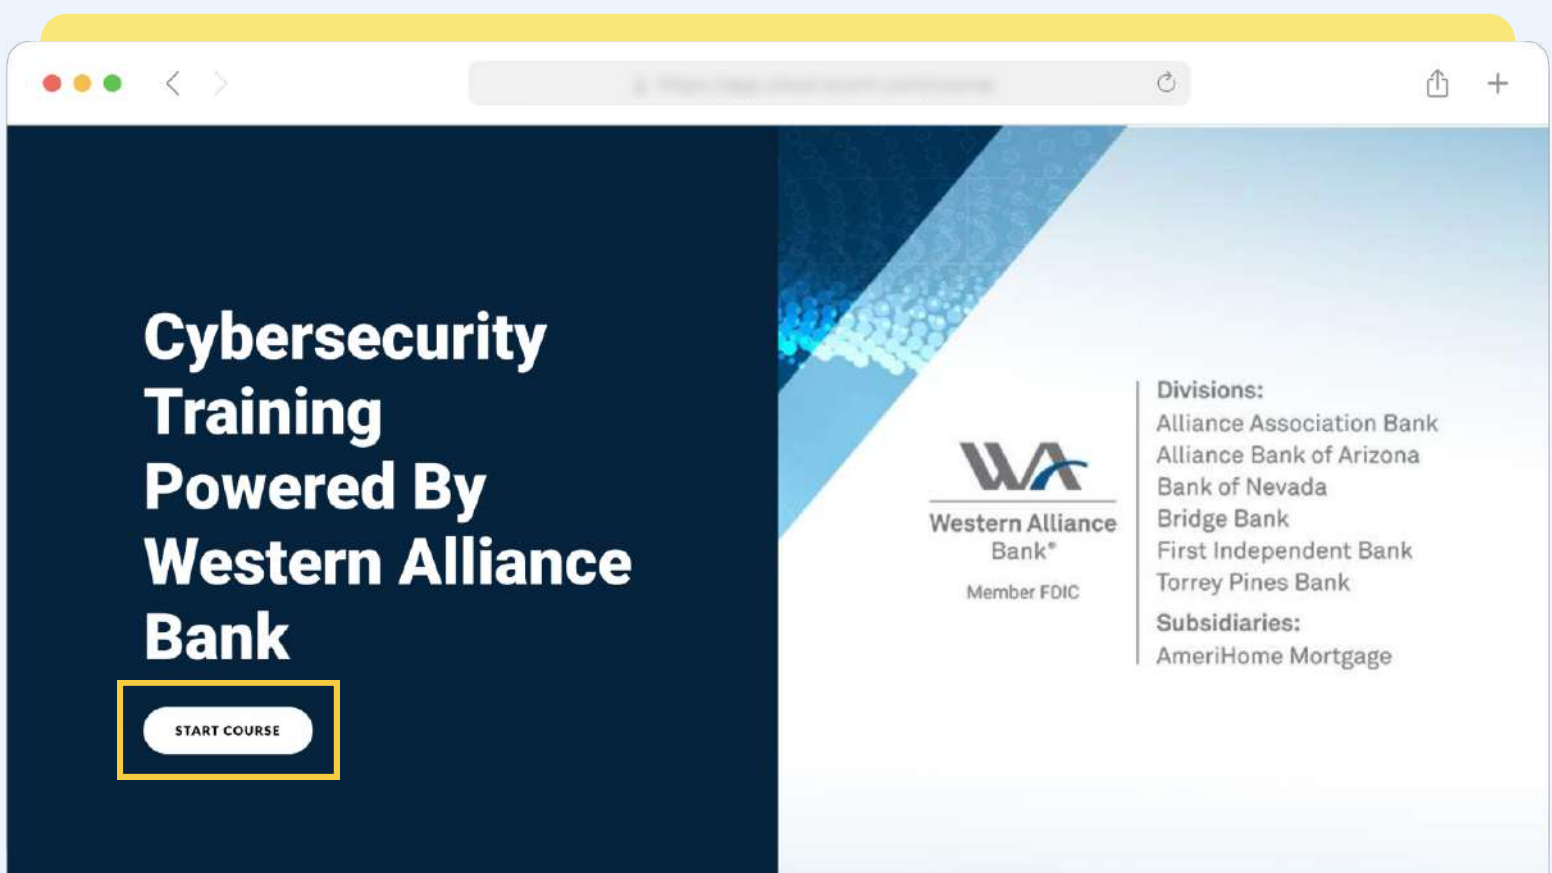 Cybersecurity
Training
Powered By
Western Alliance
Bank
START COURSE
WA
Western Alliance
Bank®
Member FDIC
Divisions:
Alliance Association Bank
Alliance Bank of Arizona
Bank of Nevada
Bridge Bank
First Independent Bank
Torrey Pines Bank
Subsidiaries:
AmeriHome Mortgage